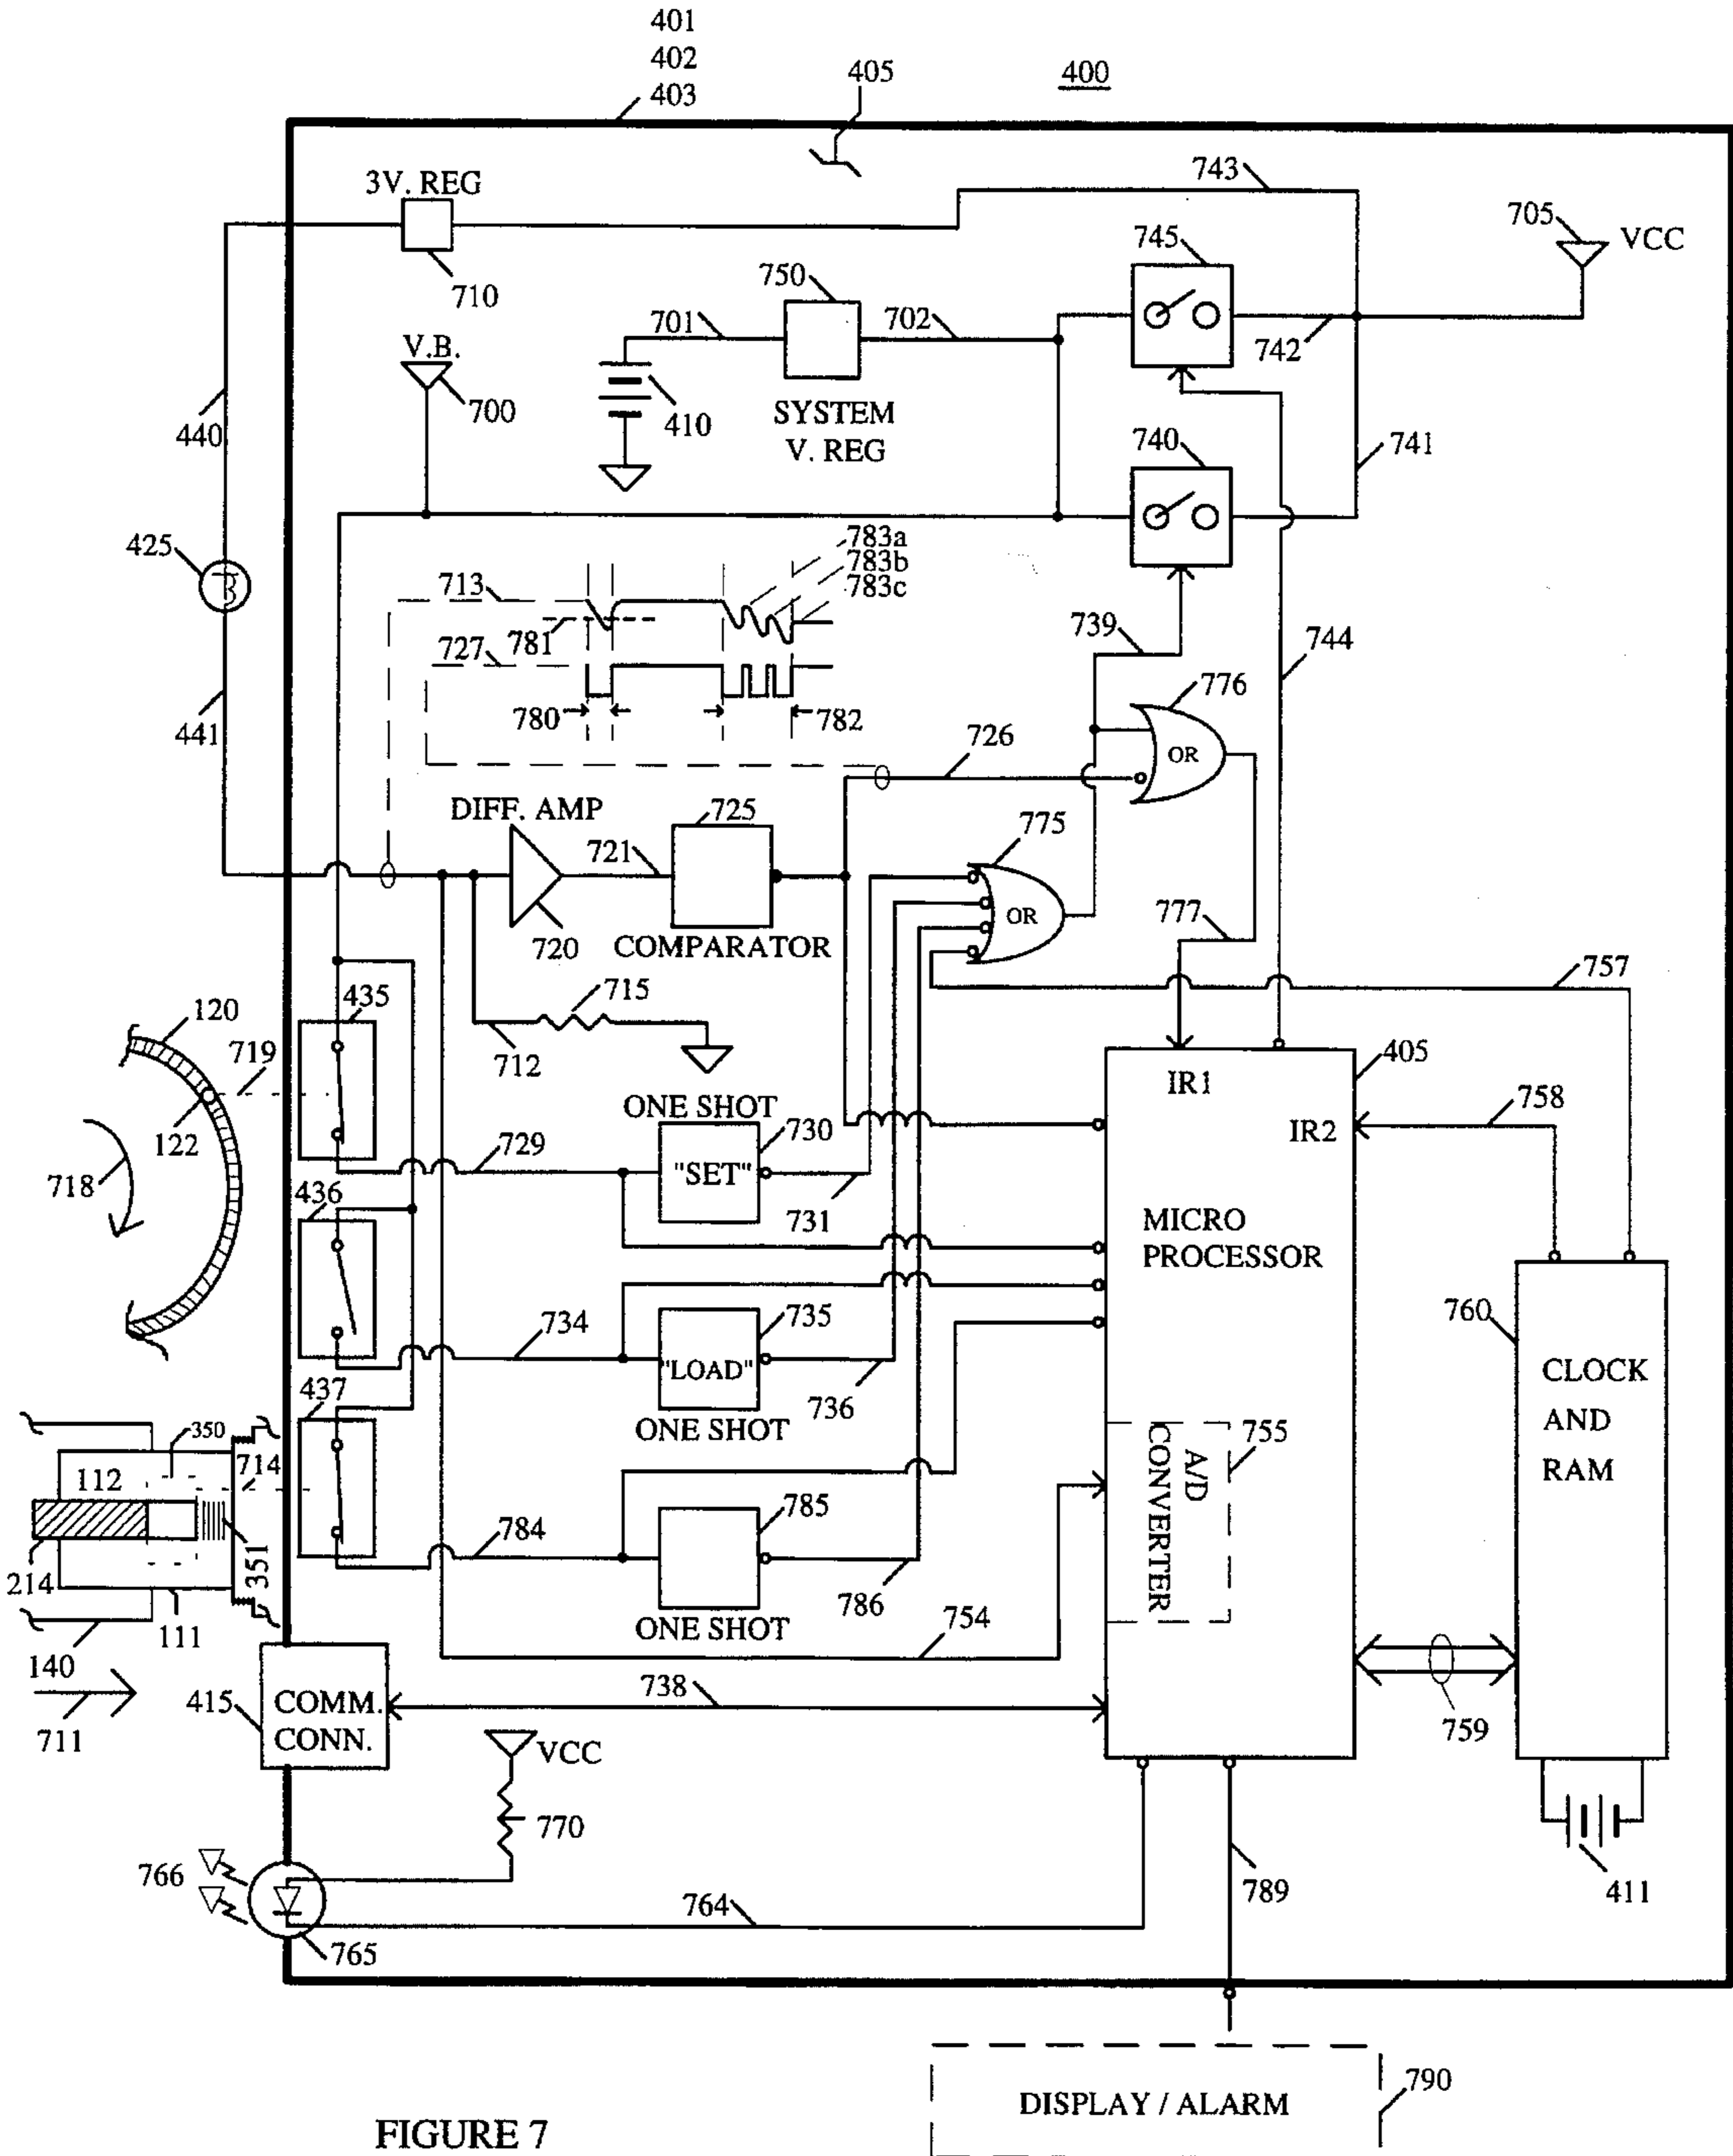 401
402
403
405
400
3V. REG
710
743
705
VCC
745
750
701
702
742
V.B.
700
410
SYSTEM
V. REG
740
741
440
425
713
781
727
780
782
783a
783b
783c
739
744
776
OR
726
441
DIFF. AMP
720
721
725
COMPARATOR
775
OR
777
757
715
712
435
120
719
122
718
ONE SHOT
730
"SET"
729
731
IR1
405
IR2
758
MICRO
PROCESSOR
436
734
735
"LOAD"
ONE SHOT
736
760
CLOCK
AND
RAM
437
350
714
112
351
214
111
140
711
784
785
ONE SHOT
786
754
A/D
CONVERTER
755
759
415
COMM.
CONN.
738
VCC
770
766
765
764
789
411
DISPLAY / ALARM
790
FIGURE 7